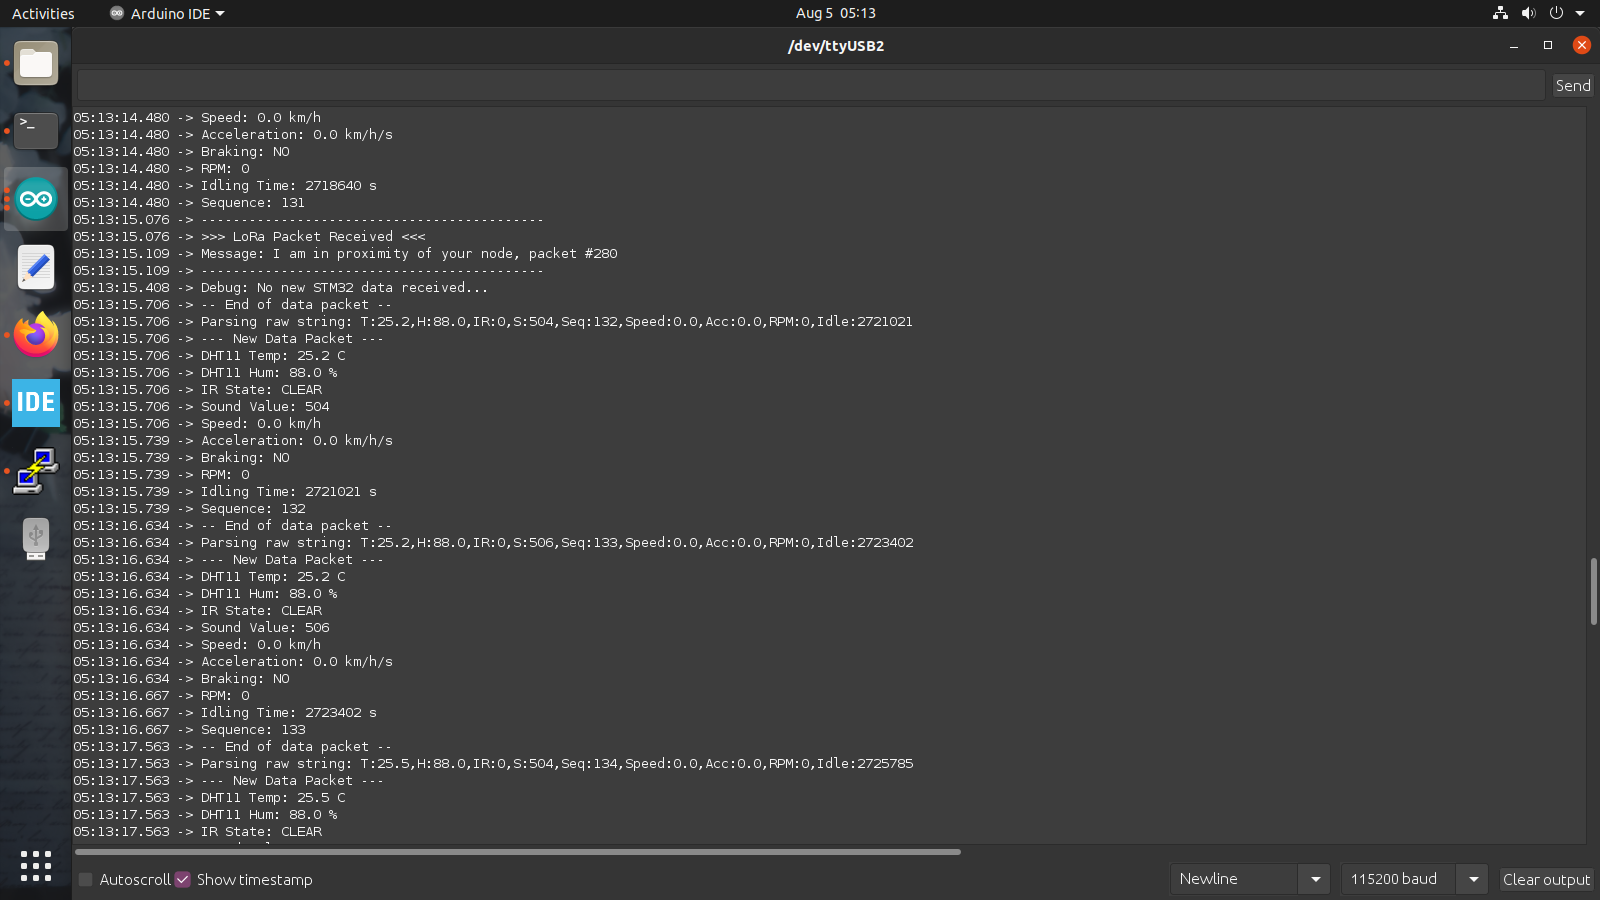 Activities
Arduino IDE
Aug 5 05:13
/dev/ttyUSB2
Send
05:13:14.480 -> Speed: 0.0 km/h
05:13:14.480 -> Acceleration: 0.0 km/h/s
05:13:14.480 -> Braking: NO
05:13:14.480 -> RPM: 0
05:13:14.480 -> Idling Time: 2718640 s
05:13:14.480 -> Sequence: 131
05:13:15.076 -> -------------------------------------------
05:13:15.076 -> >>> LoRa Packet Received <<<
05:13:15.109 -> Message: I am in proximity of your node, packet #280
05:13:15.109 -> -------------------------------------------
05:13:15.408 -> Debug: No new STM32 data received...
05:13:15.706 -> -- End of data packet --
05:13:15.706 -> Parsing raw string: T:25.2,H:88.0,IR:0,S:504,Seq:132,Speed:0.0,Acc:0.0,RPM:0,Idle:2721021
05:13:15.706 -> --- New Data Packet ---
05:13:15.706 -> DHT11 Temp: 25.2 C
05:13:15.706 -> DHT11 Hum: 88.0 %
05:13:15.706 -> IR State: CLEAR
05:13:15.706 -> Sound Value: 504
05:13:15.706 -> Speed: 0.0 km/h
05:13:15.739 -> Acceleration: 0.0 km/h/s
05:13:15.739 -> Braking: NO
05:13:15.739 -> RPM: 0
05:13:15.739 -> Idling Time: 2721021 s
05:13:15.739 -> Sequence: 132
05:13:16.634 -> -- End of data packet --
05:13:16.634 -> Parsing raw string: T:25.2,H:88.0,IR:0,S:506,Seq:133,Speed:0.0,Acc:0.0,RPM:0,Idle:2723402
05:13:16.634 -> --- New Data Packet ---
05:13:16.634 -> DHT11 Temp: 25.2 C
05:13:16.634 -> DHT11 Hum: 88.0 %
05:13:16.634 -> IR State: CLEAR
05:13:16.634 -> Sound Value: 506
05:13:16.634 -> Speed: 0.0 km/h
05:13:16.634 -> Acceleration: 0.0 km/h/s
05:13:16.634 -> Braking: NO
05:13:16.667 -> RPM: 0
05:13:16.667 -> Idling Time: 2723402 s
05:13:16.667 -> Sequence: 133
05:13:17.563 -> -- End of data packet --
05:13:17.563 -> Parsing raw string: T:25.5,H:88.0,IR:0,S:504,Seq:134,Speed:0.0,Acc:0.0,RPM:0,Idle:2725785
05:13:17.563 -> --- New Data Packet ---
05:13:17.563 -> DHT11 Temp: 25.5 C
05:13:17.563 -> DHT11 Hum: 88.0 %
05:13:17.563 -> IR State: CLEAR
IDE
Autoscroll
Show timestamp
Newline
115200 baud
Clear output